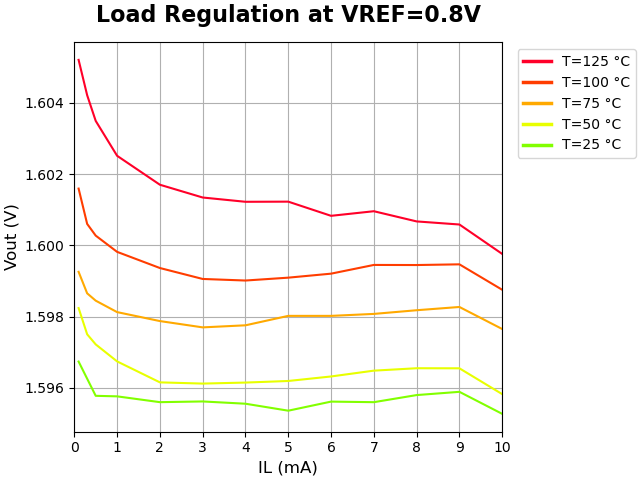 Load Regulation at VREF=0.8V
T=125 °C
T=100 °C
T=75 °C
T=50 °C
T=25 °C
Vout (V)
1.604
1.602
1.600
1.598
1.596
0 1 2 3 4 5 6 7 8 9 10
IL (mA)